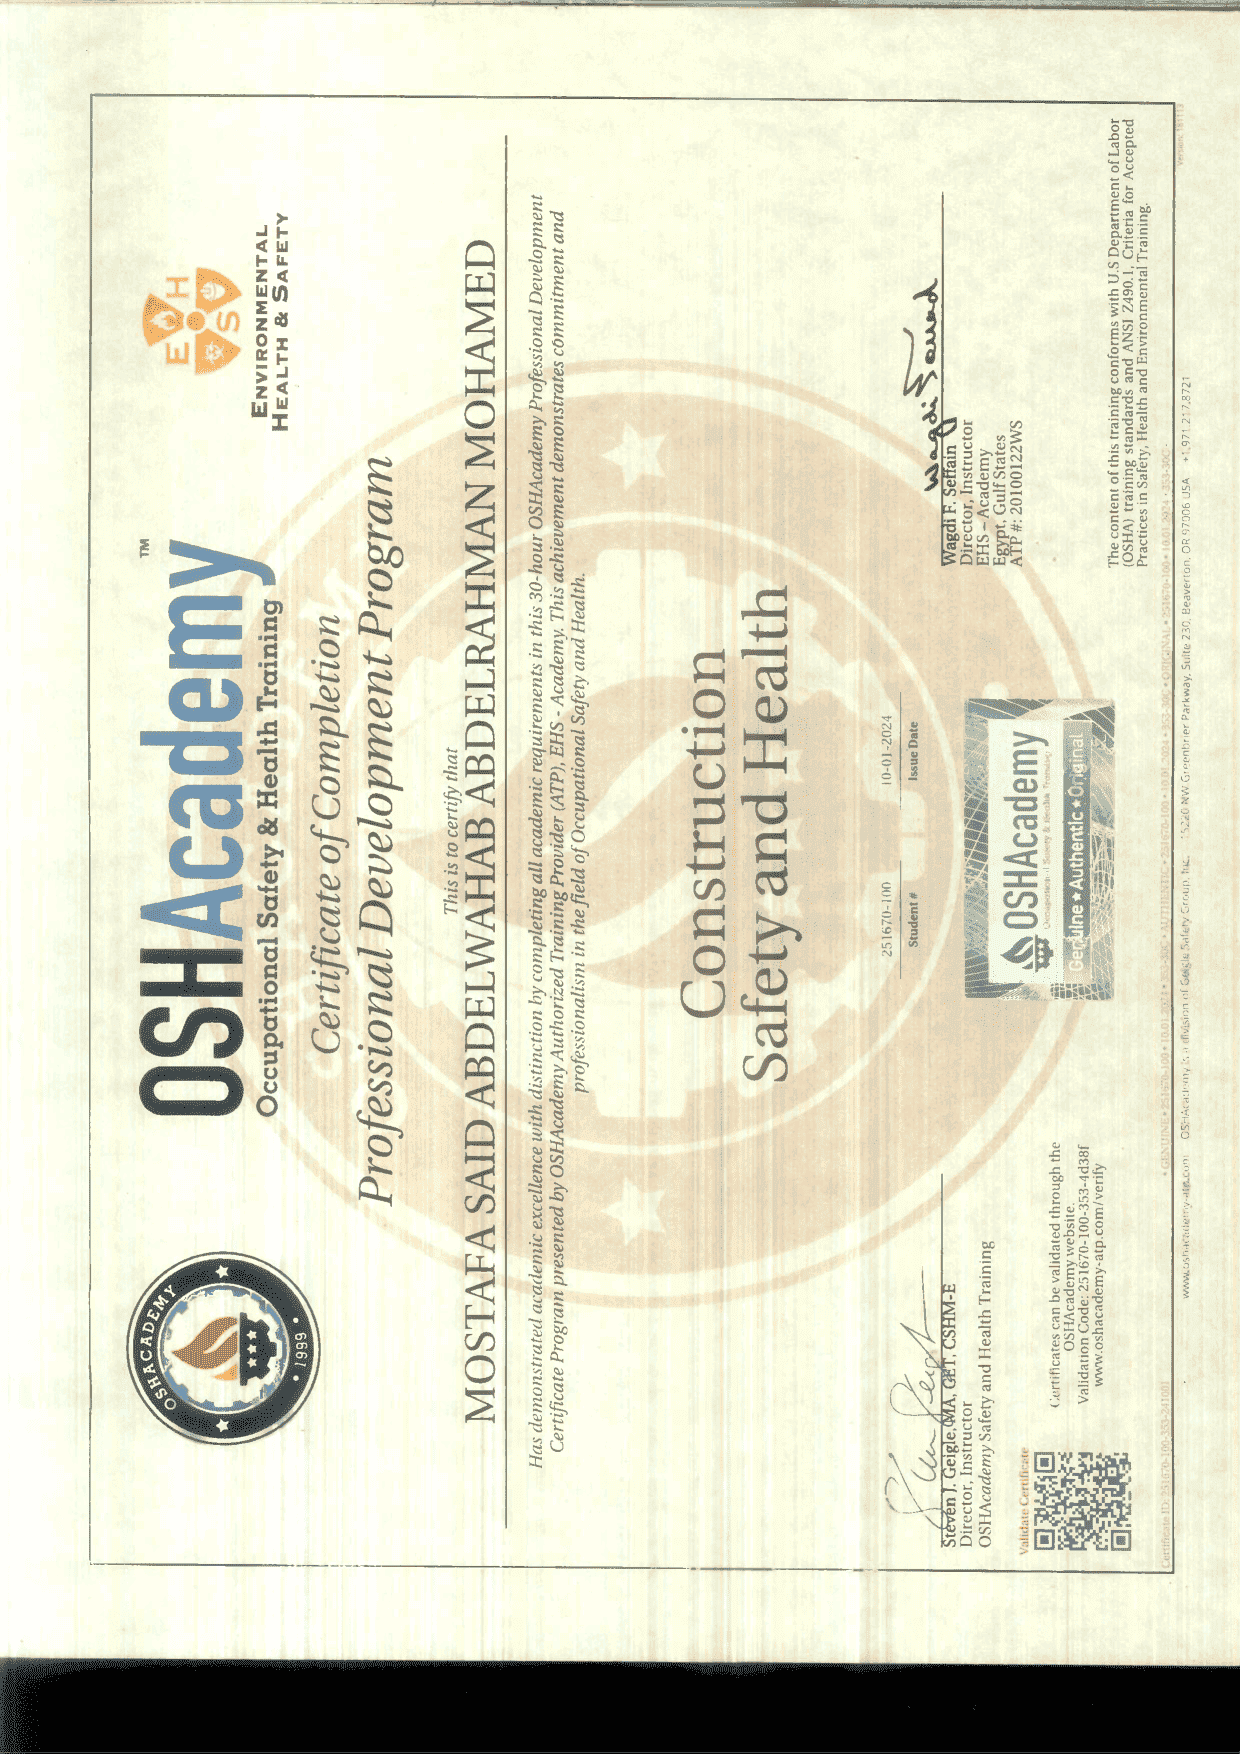 OSHACADEMY
• 1999 •
OSHAcademy™
Occupational Safety & Health Training
E H S
ENVIRONMENTAL
HEALTH & SAFETY
Certificate of Completion
Professional Development Program
This is to certify that
MOSTAFA SAID ABDELWAHAB ABDELRAHMAN MOHAMED
Has demonstrated academic excellence with distinction by completing all academic requirements in this 30-hour OSHAcademy Professional Development
Certificate Program presented by OSHAcademy Authorized Training Provider (ATP), EHS - Academy. This achievement demonstrates commitment and
professionalism in the field of Occupational Safety and Health.
Construction
Safety and Health
251670-100
Student #
10-01-2024
Issue Date
Steven J. Geigle, MA, CET, CSHM-E
Director, Instructor
OSHAcademy Safety and Health Training
Wagdi F. Seffain
Director, Instructor
EHS – Academy
Egypt, Gulf States
ATP #: 20100122WS
OSHAcademy
Occupational Safety & Health Training
Genuine ★ Authentic ★ Original
Validate Certificate
Certificates can be validated through the
OSHAcademy website.
Validation Code: 251670-100-353-4d38f
www.oshacademy-atp.com/verify
The content of this training conforms with U.S Department of Labor
(OSHA) training standards and ANSI Z490.1, Criteria for Accepted
Practices in Safety, Health and Environmental Training.
Certificate ID: 251670-100-353-241001
Version: 181113
www.oshacademy-atp.com OSHAcademy is a division of Geigle Safety Group, Inc. 15220 NW Greenbrier Parkway, Suite 230, Beaverton, OR 97006 USA +1.971.217.8721